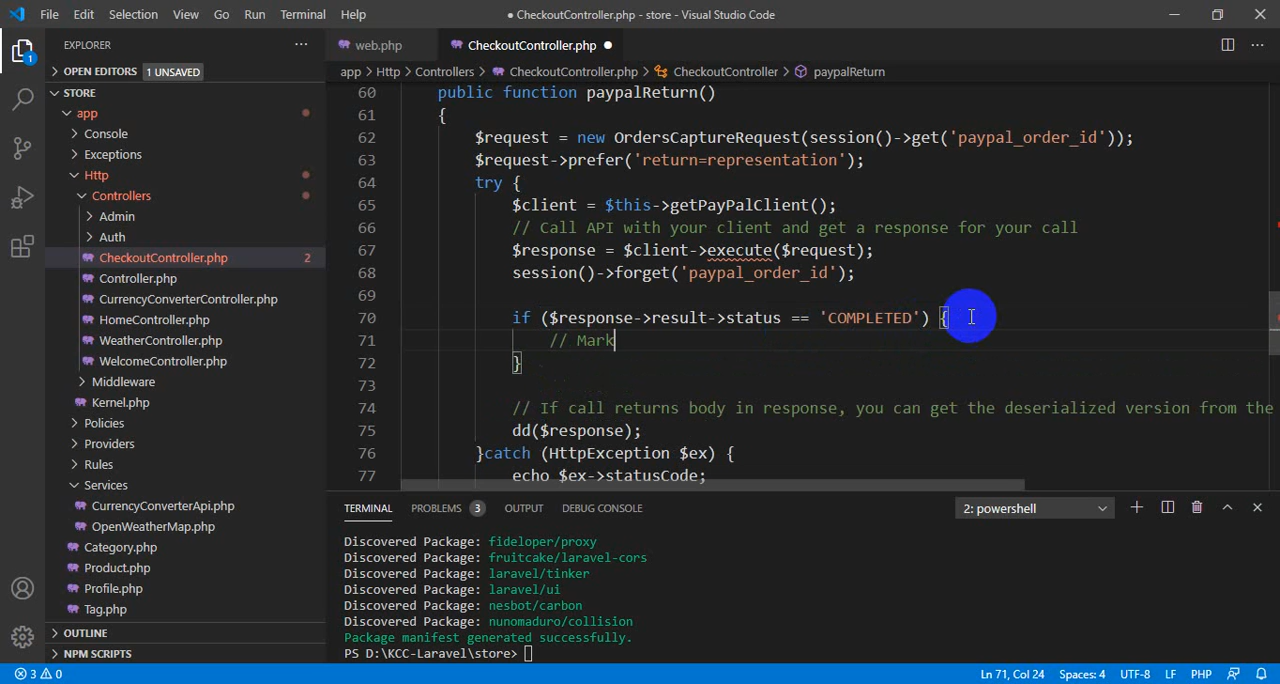 File Edit Selection View Go Run Terminal Help
● CheckoutController.php - store - Visual Studio Code
EXPLORER
OPEN EDITORS 1 UNSAVED
STORE
app
Console
Exceptions
Http
Controllers
Admin
Auth
CheckoutController.php 2
Controller.php
CurrencyConverterController.php
HomeController.php
WeatherController.php
WelcomeController.php
Middleware
Kernel.php
Policies
Providers
Rules
Services
CurrencyConverterApi.php
OpenWeatherMap.php
Category.php
Product.php
Profile.php
Tag.php
OUTLINE
NPM SCRIPTS
1
web.php CheckoutController.php ●
app > Http > Controllers > CheckoutController.php > CheckoutController > paypalReturn
60 public function paypalReturn()
61 {
62 $request = new OrdersCaptureRequest(session()->get('paypal_order_id'));
63 $request->prefer('return=representation');
64 try {
65 $client = $this->getPayPalClient();
66 // Call API with your client and get a response for your call
67 $response = $client->execute($request);
68 session()->forget('paypal_order_id');
69
70 if ($response->result->status == 'COMPLETED') {
71 // Mark
72 }
73
74 // If call returns body in response, you can get the deserialized version from the
75 dd($response);
76 }catch (HttpException $ex) {
77 echo $ex->statusCode;
TERMINAL PROBLEMS 3 OUTPUT DEBUG CONSOLE 2: powershell
Discovered Package: fideloper/proxy
Discovered Package: fruitcake/laravel-cors
Discovered Package: laravel/tinker
Discovered Package: laravel/ui
Discovered Package: nesbot/carbon
Discovered Package: nunomaduro/collision
Package manifest generated successfully.
PS D:\KCC-Laravel\store>
3 0 Ln 71, Col 24 Spaces: 4 UTF-8 LF PHP